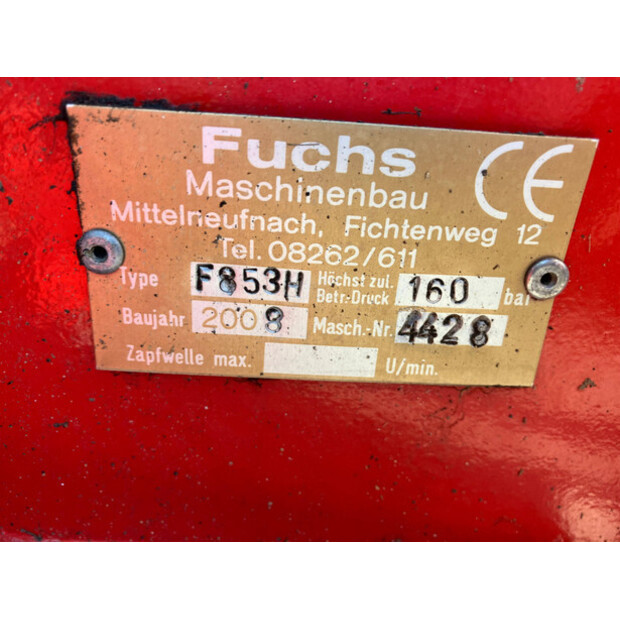 Fuchs CE
Maschinenbau
Mittelneufnach, Fichtenweg 12
Tel. 08262/611
Type F853H Höchst zul. Betr.-Druck 160 bar
Baujahr 2008 Masch.-Nr. 4428
Zapfwelle max. U/min.